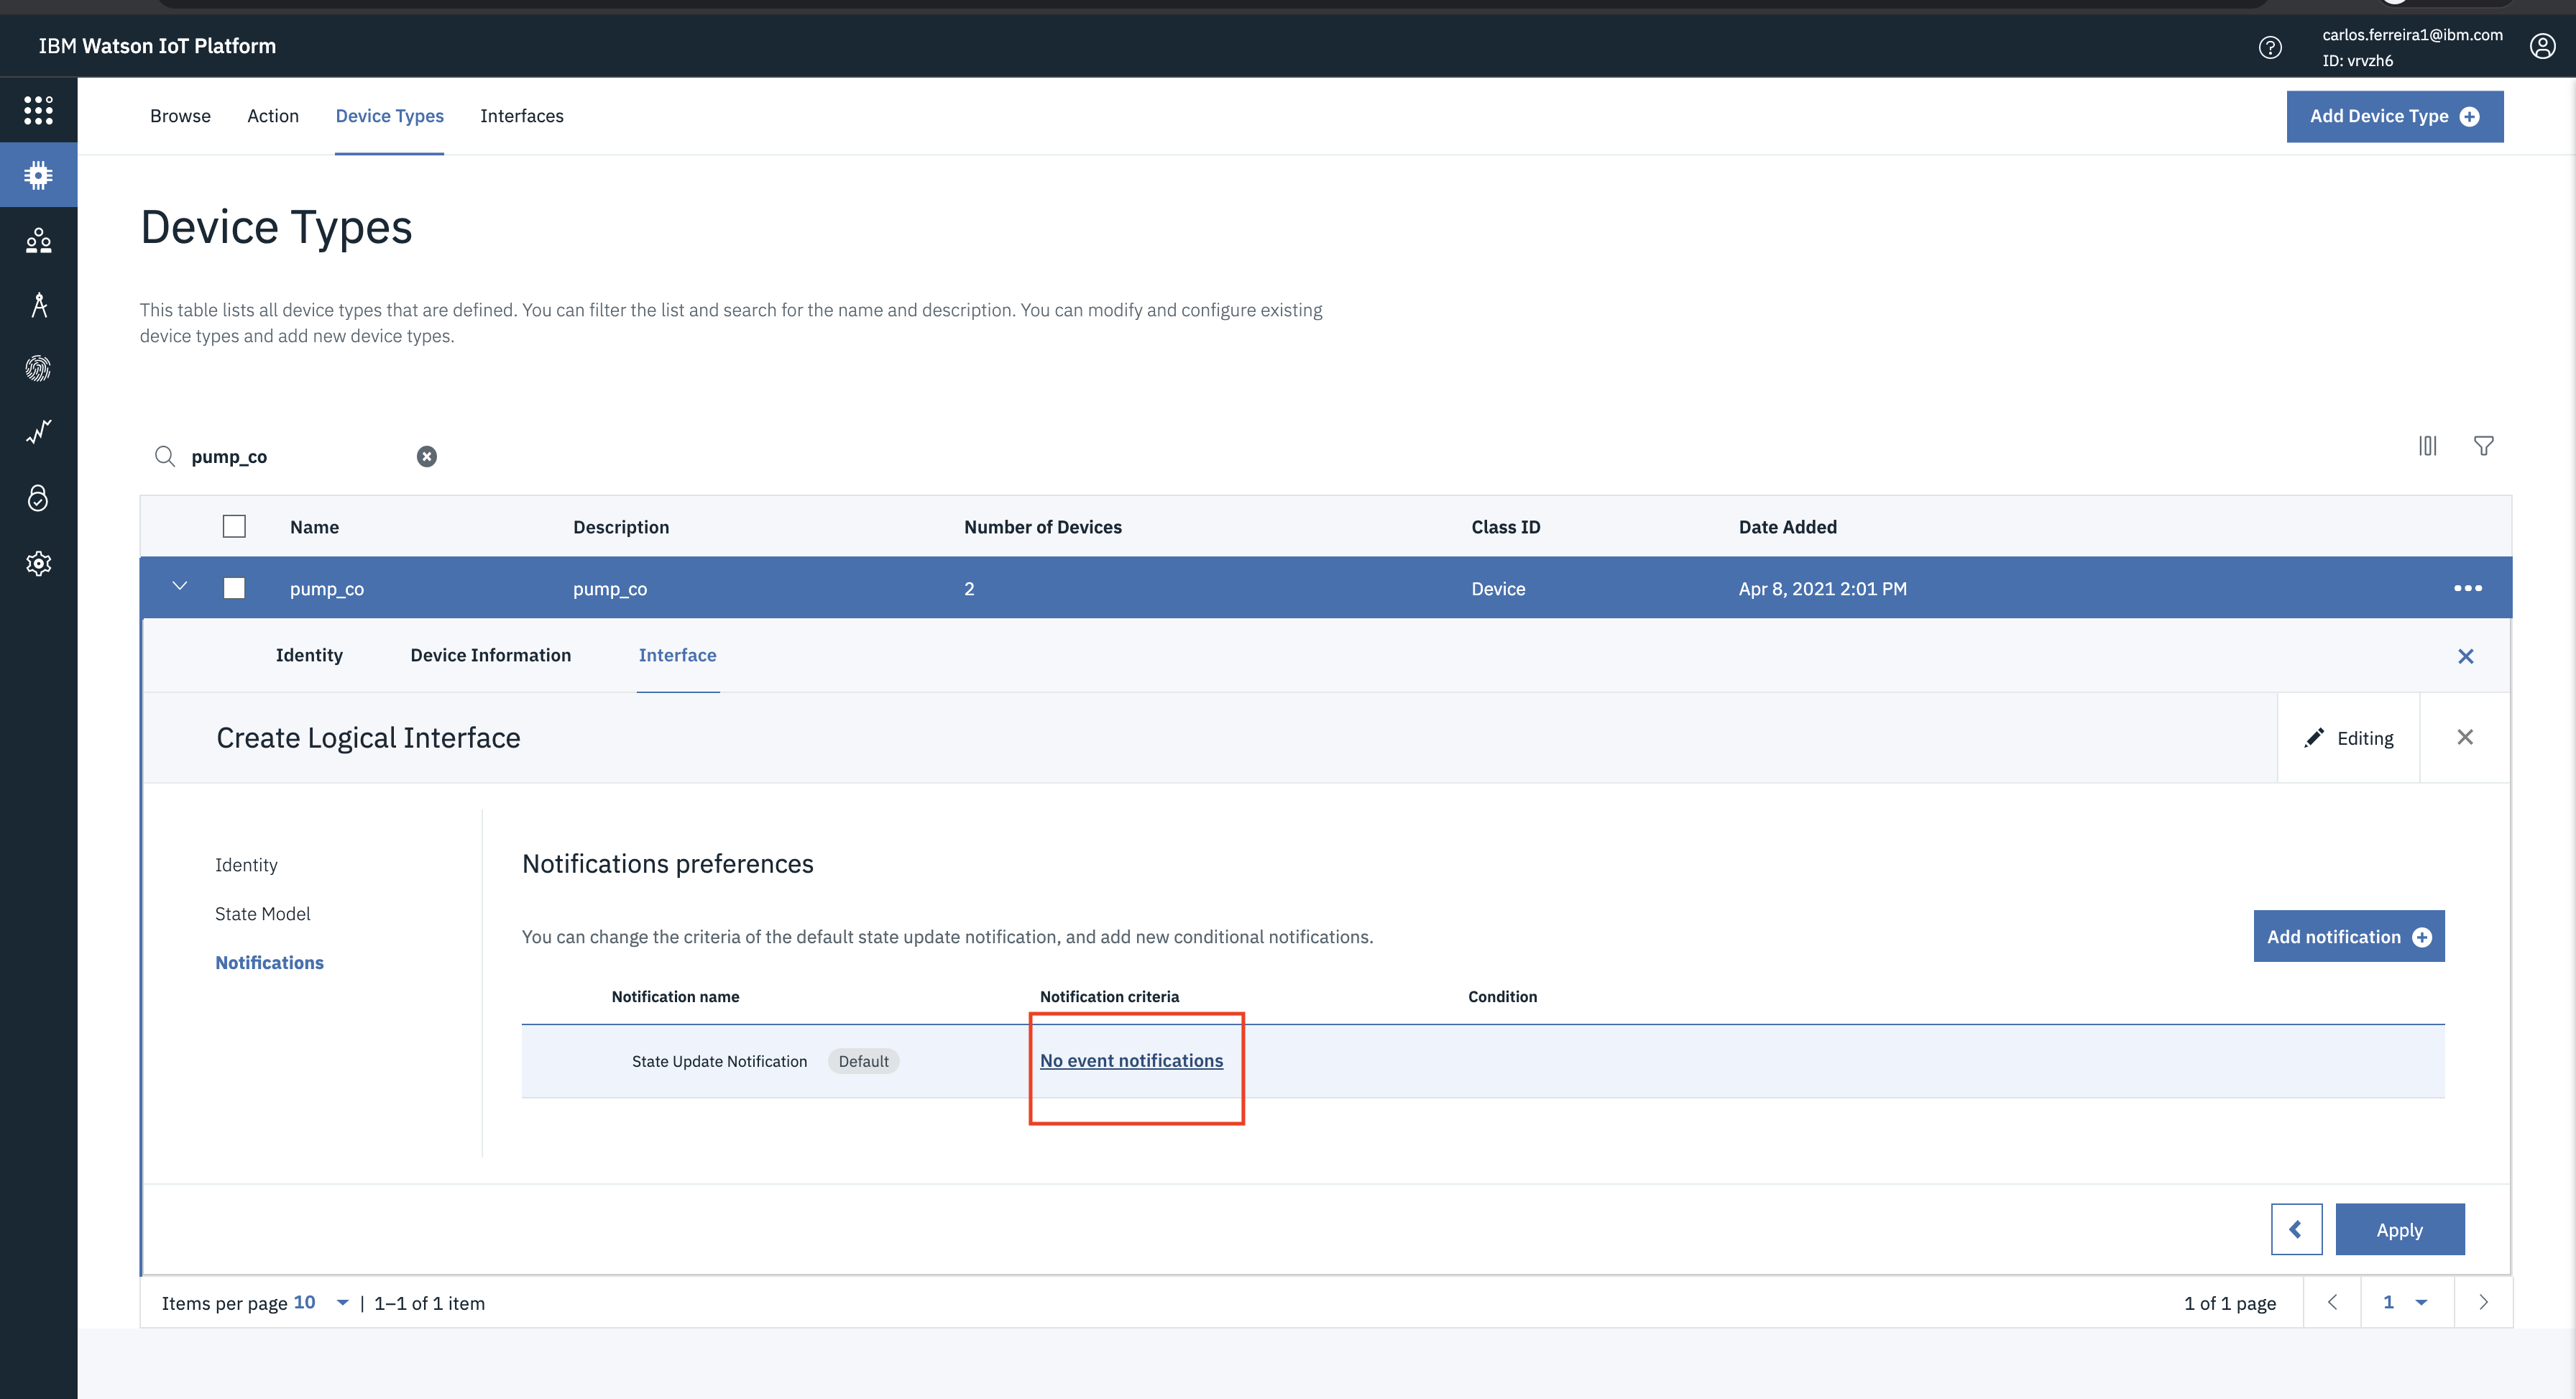 IBM Watson IoT Platform
carlos.ferreira1@ibm.com
ID: vrvzh6
Browse Action Device Types Interfaces
Add Device Type
Device Types
This table lists all device types that are defined. You can filter the list and search for the name and description. You can modify and configure existing
device types and add new device types.
pump_co
Name Description Number of Devices Class ID Date Added
pump_co pump_co 2 Device Apr 8, 2021 2:01 PM
Identity Device Information Interface
Create Logical Interface
Editing
Identity
State Model
Notifications
Notifications preferences
You can change the criteria of the default state update notification, and add new conditional notifications.
Add notification
Notification name Notification criteria Condition
State Update Notification Default No event notifications
Apply
Items per page 10 | 1–1 of 1 item
1 of 1 page 1